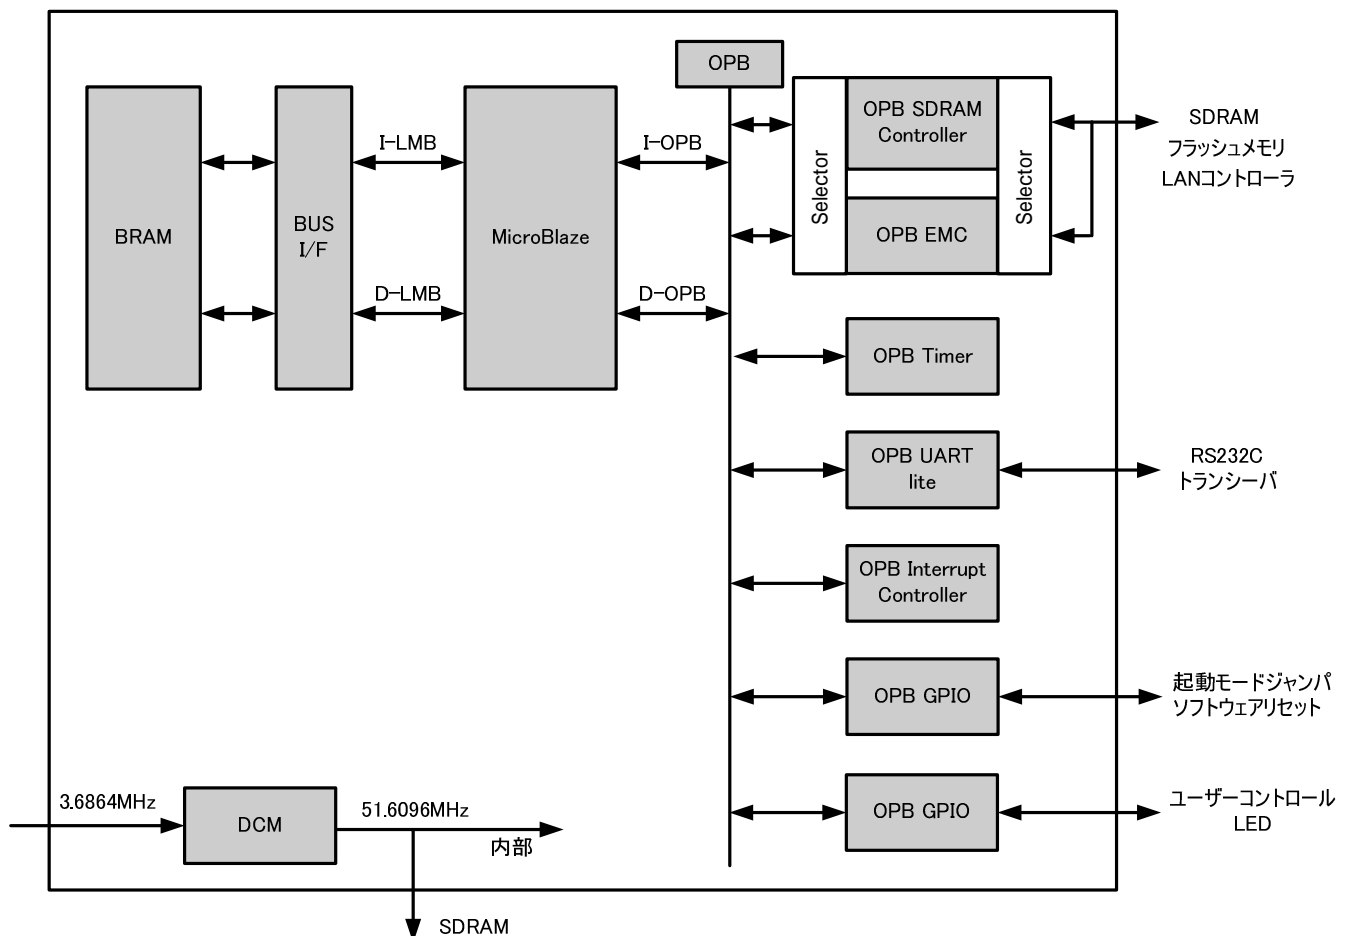 OPB
BRAM
BUS
I/F
I-LMB
D-LMB
MicroBlaze
I-OPB
D-OPB
Selector
OPB SDRAM
Controller
OPB EMC
Selector
SDRAM
フラッシュメモリ
LANコントローラ
OPB Timer
OPB UART
lite
RS232C
トランシーバ
OPB Interrupt
Controller
OPB GPIO
起動モードジャンパ
ソフトウェアリセット
OPB GPIO
ユーザーコントロール
LED
3.6864MHz
DCM
51.6096MHz
内部
SDRAM